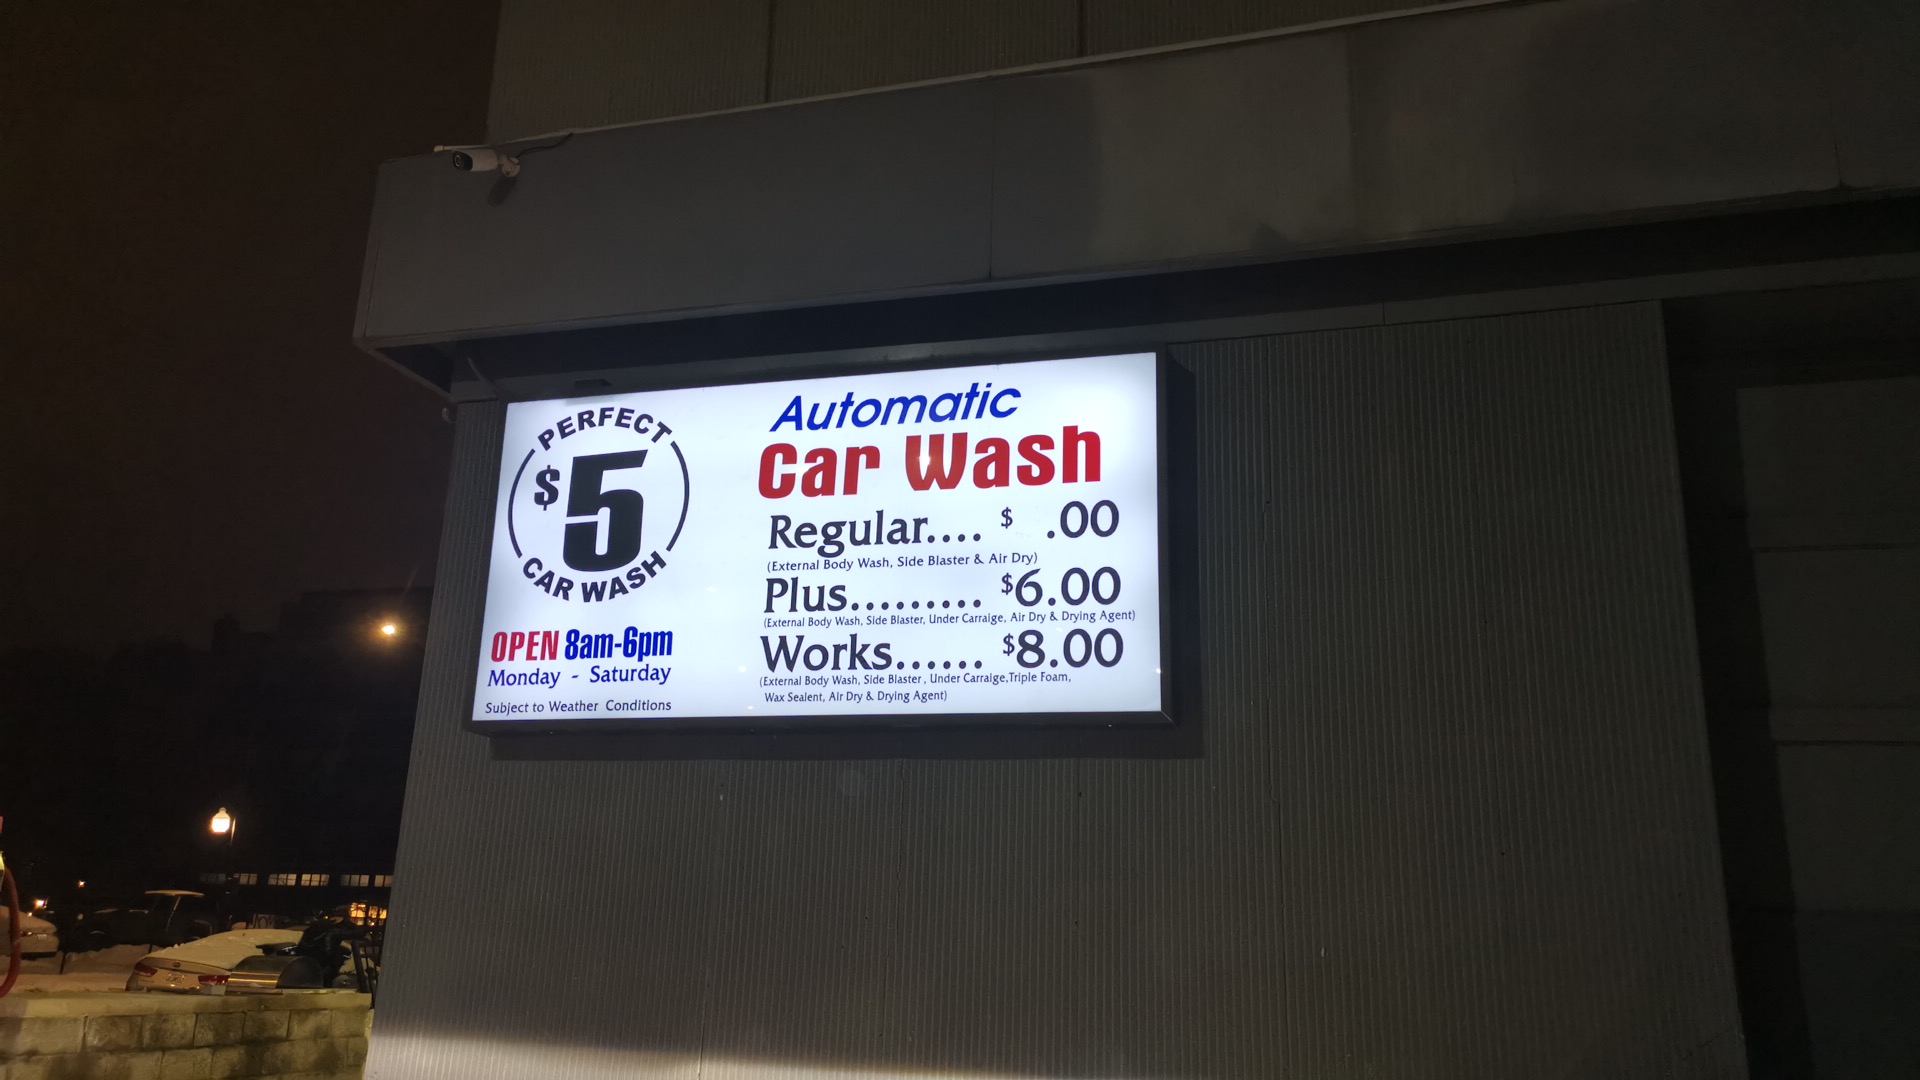 PERFECT
$5
CAR WASH
OPEN 8am-6pm
Monday - Saturday
Subject to Weather Conditions
Automatic
Car Wash
Regular.... $ .00
(External Body Wash, Side Blaster & Air Dry)
Plus......... $6.00
(External Body Wash, Side Blaster, Under Carraige, Air Dry & Drying Agent)
Works...... $8.00
(External Body Wash, Side Blaster, Under Carraige,Triple Foam,
Wax Sealent, Air Dry & Drying Agent)